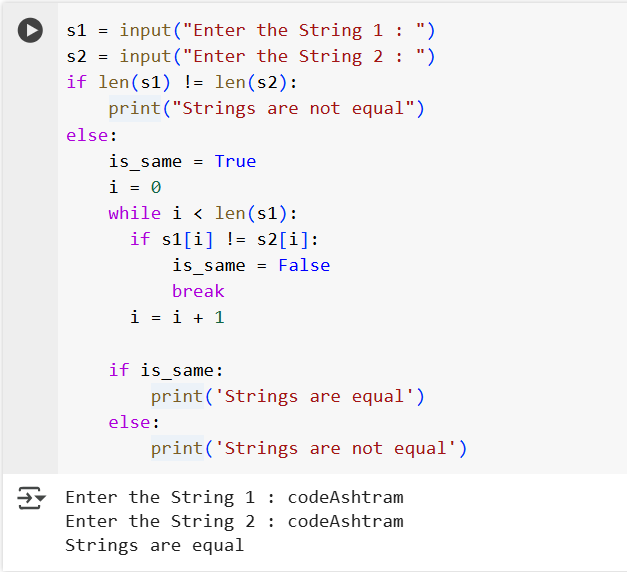 s1 = input("Enter the String 1 : ")
s2 = input("Enter the String 2 : ")
if len(s1) != len(s2):
    print("Strings are not equal")
else:
    is_same = True
    i = 0
    while i < len(s1):
      if s1[i] != s2[i]:
          is_same = False
          break
      i = i + 1

    if is_same:
        print('Strings are equal')
    else:
        print('Strings are not equal')
Enter the String 1 : codeAshtram
Enter the String 2 : codeAshtram
Strings are equal